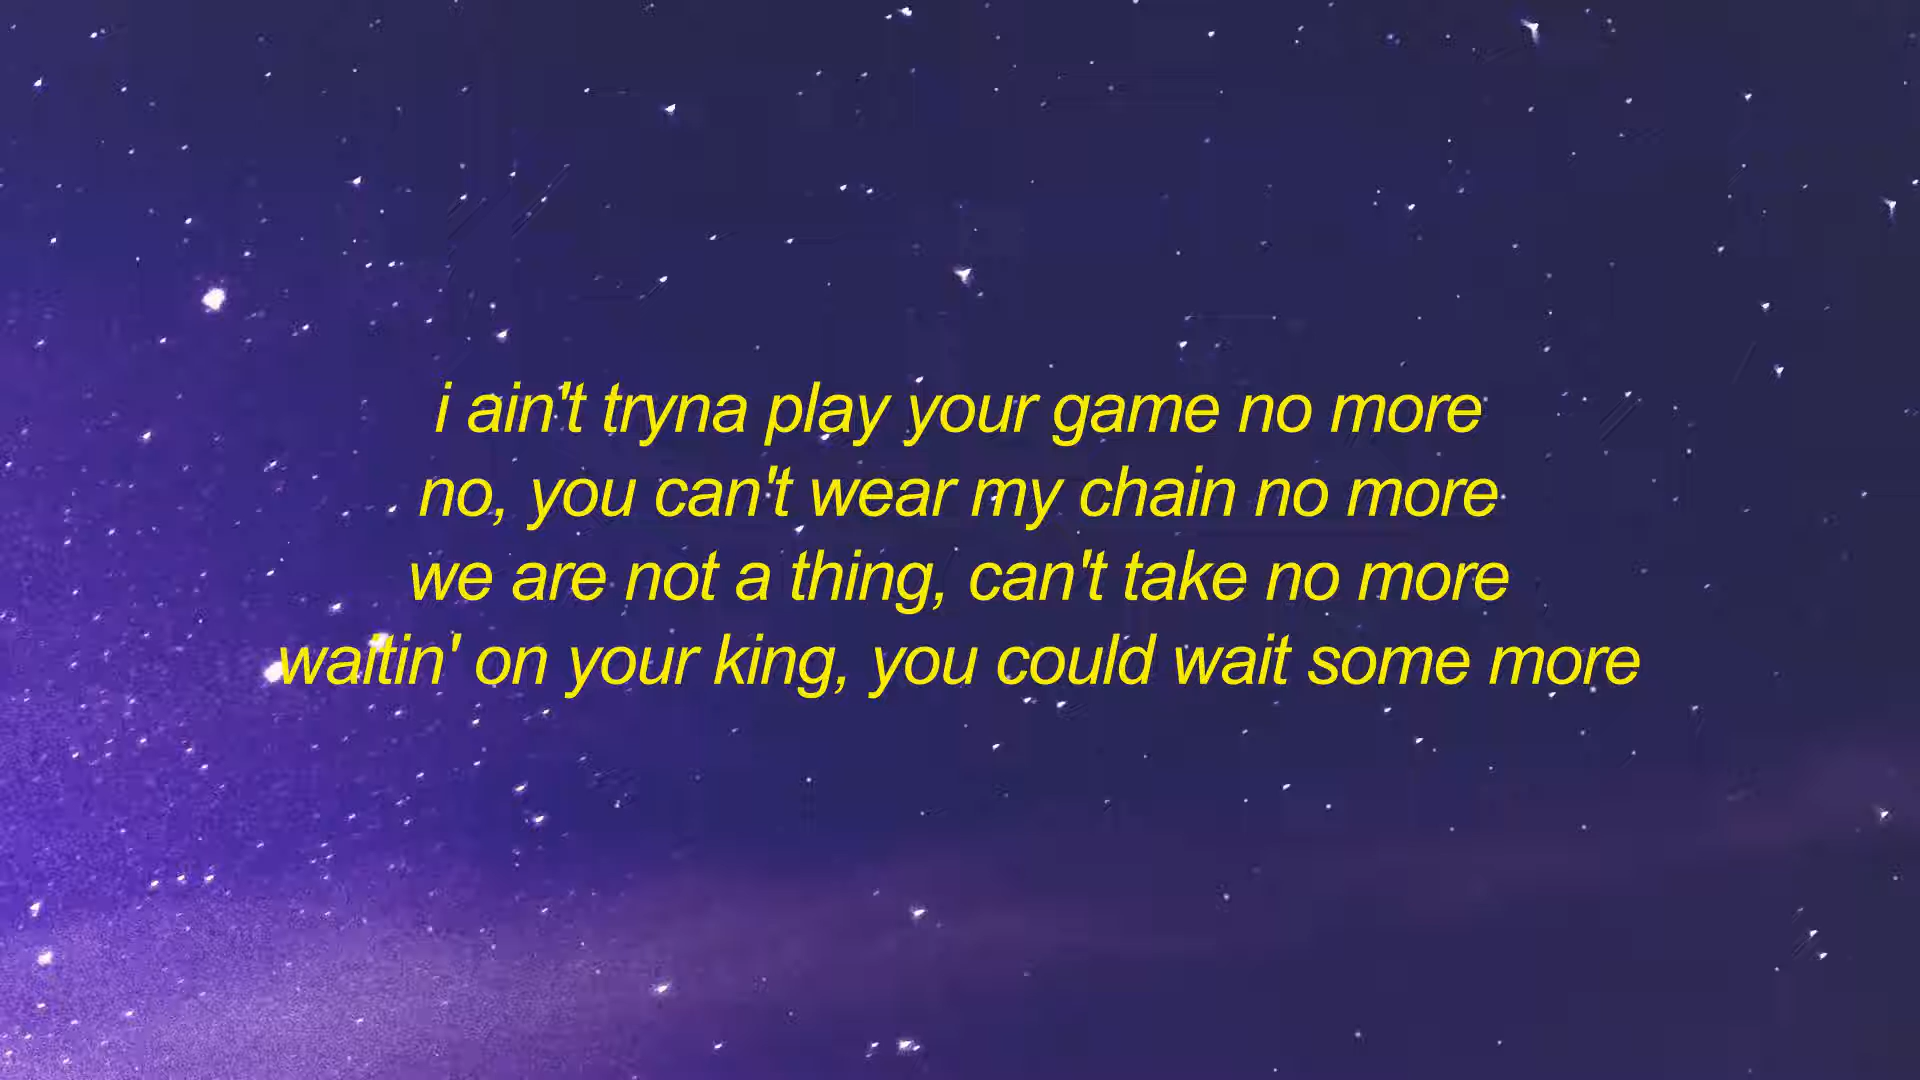 i ain't tryna play your game no more
no, you can't wear my chain no more
we are not a thing, can't take no more
waitin' on your king, you could wait some more